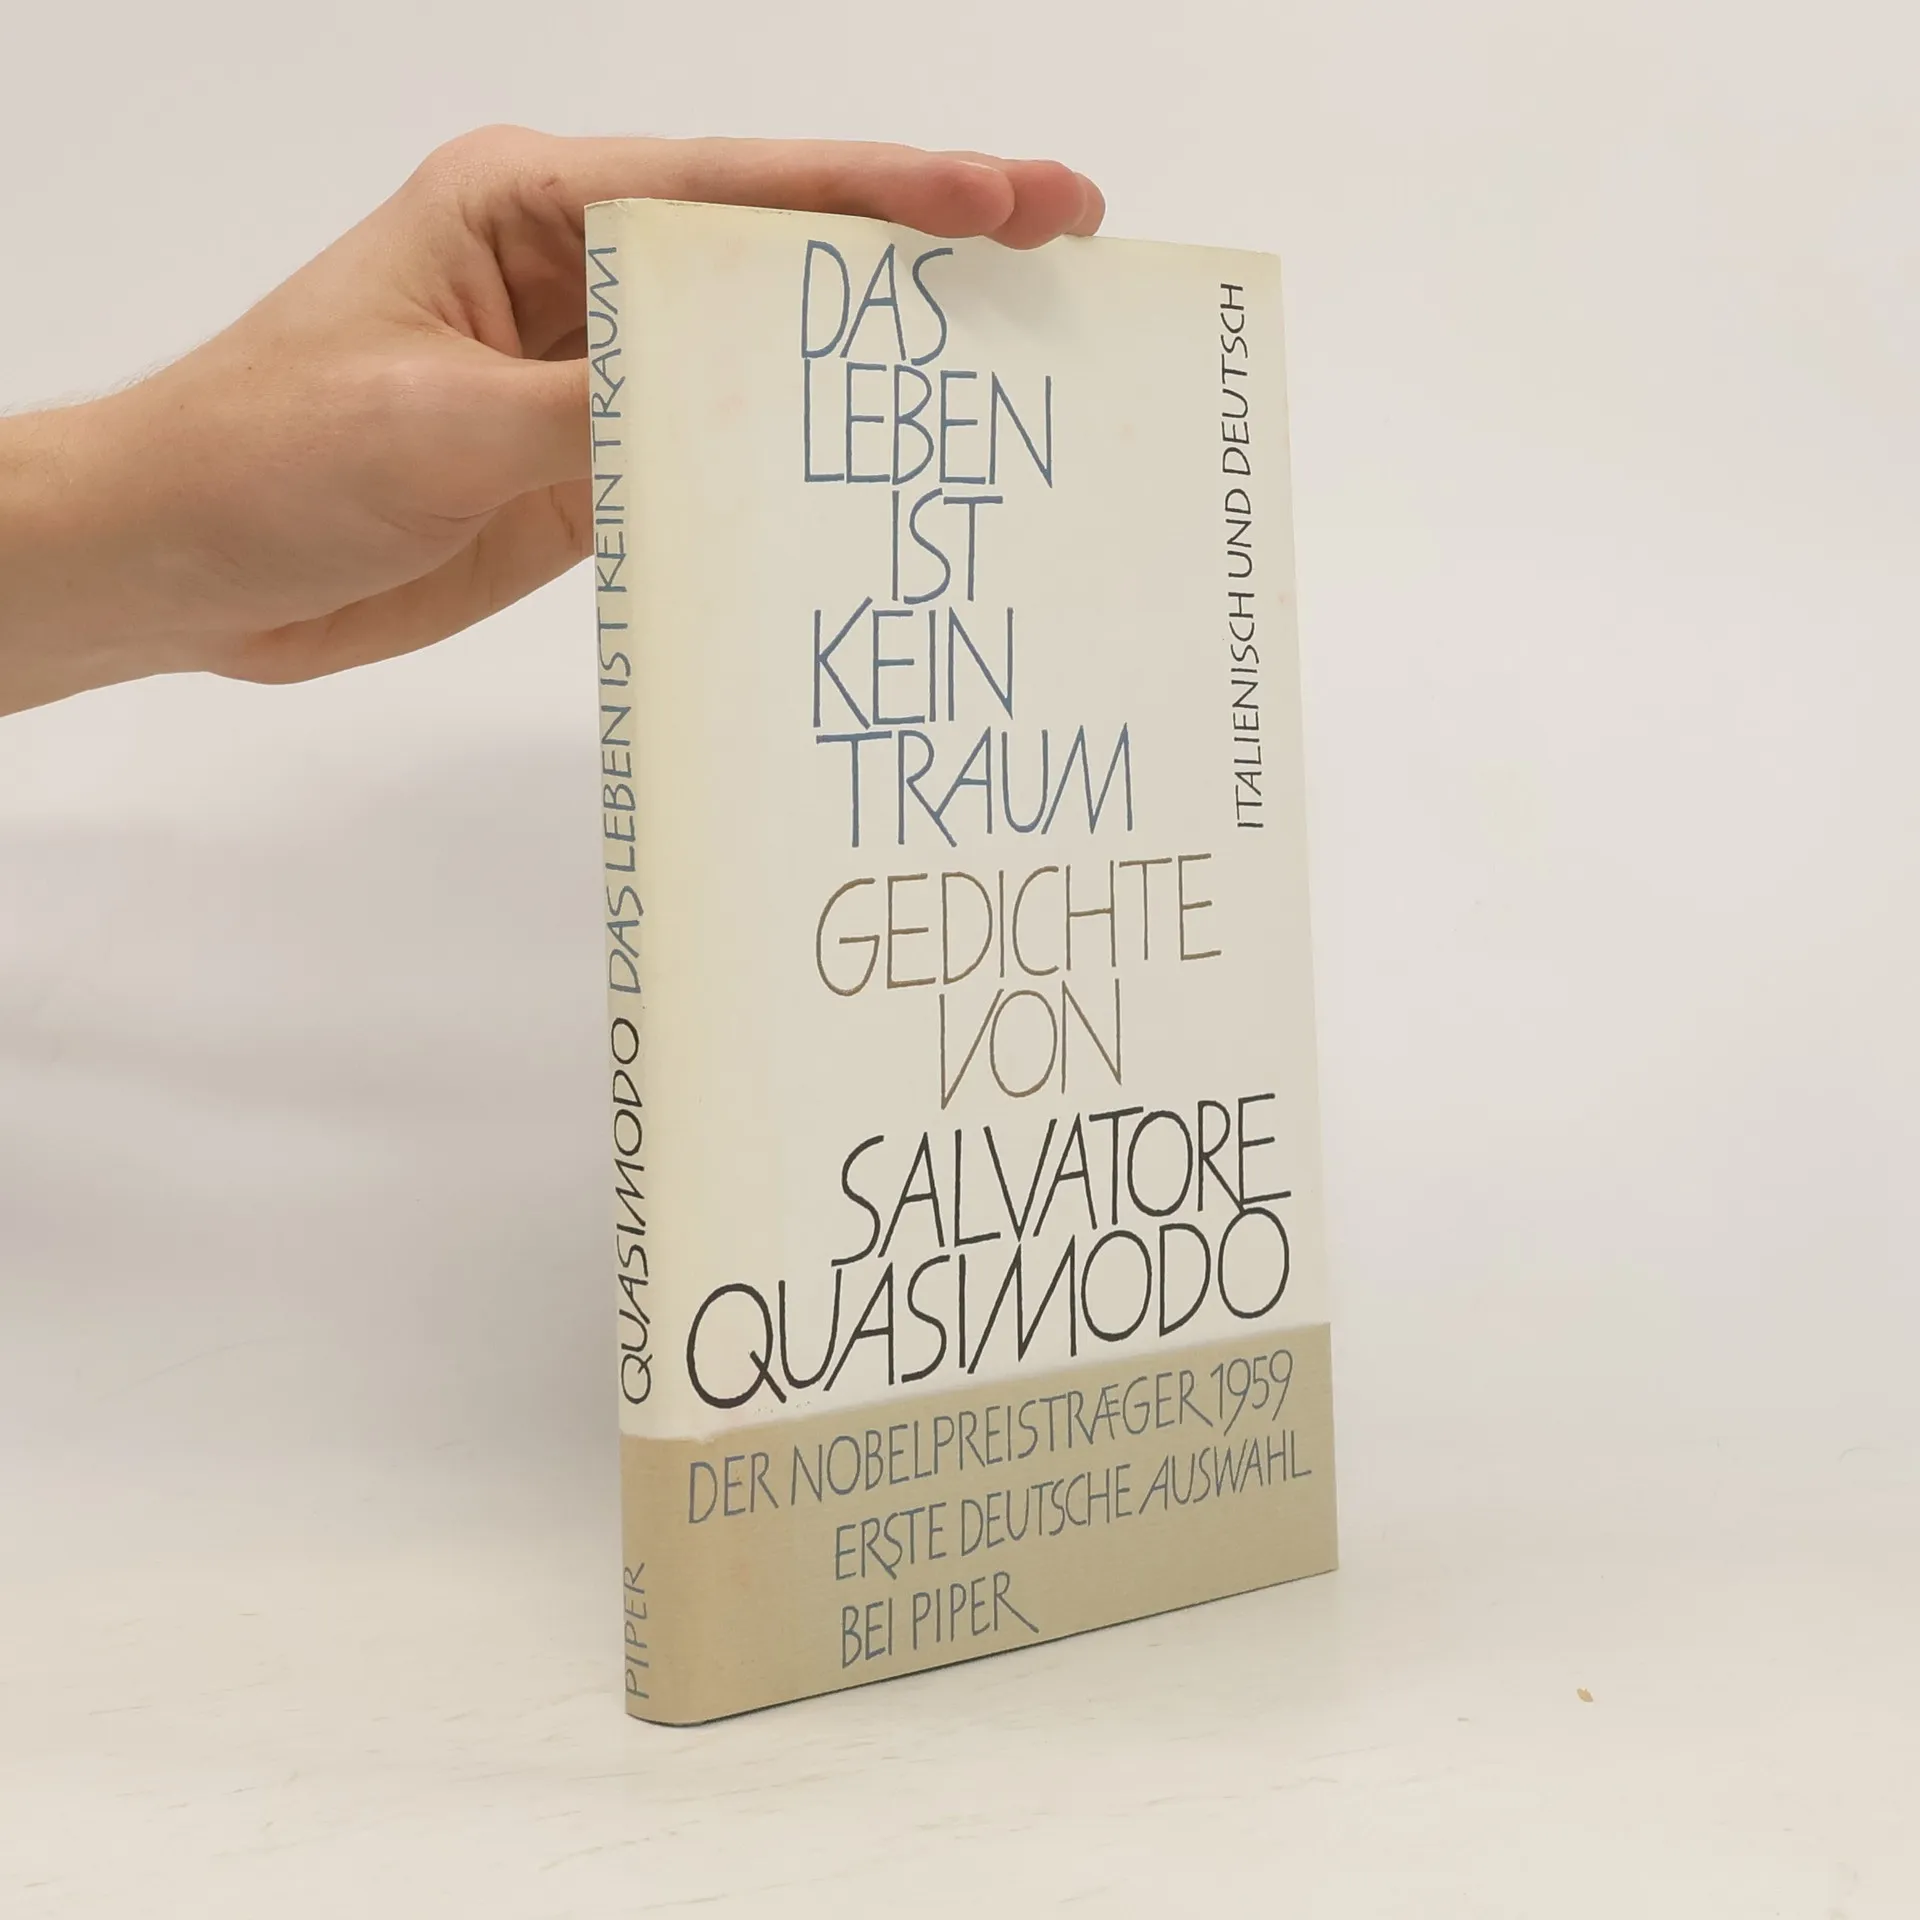 DAS
LEBEN
IST
KEIN
TRAUM
GEDICHTE
VON
SALVATORE
QUASIMODO
ITALIENISCH UND DEUTSCH
DER NOBELPREISTRÆGER 1959
ERSTE DEUTSCHE AUSWAHL
BEI PIPER
QUASIMODO DAS LEBEN IST KEIN TRAUM
PIPER